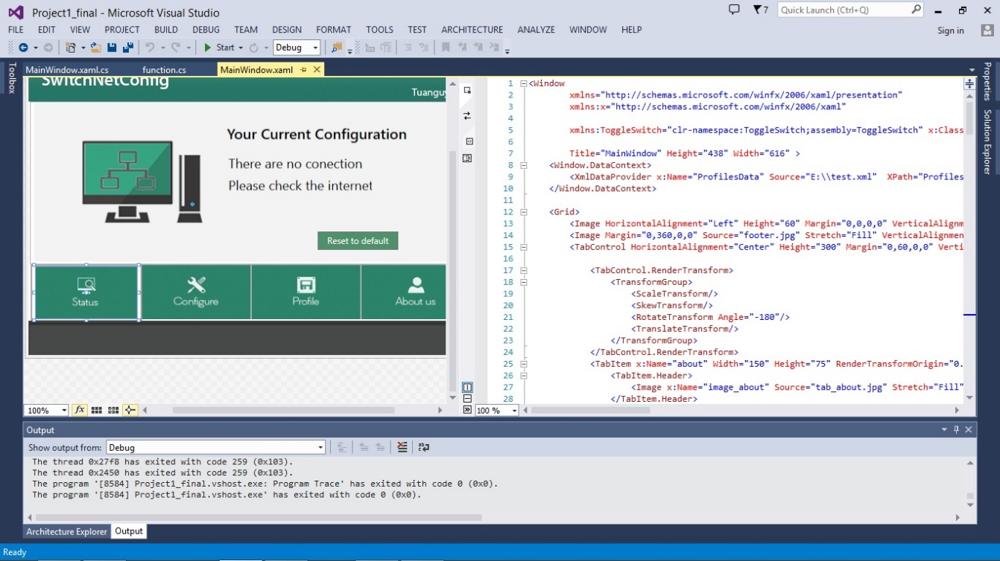 Project1_final - Microsoft Visual Studio
7
Quick Launch (Ctrl+Q)
FILE EDIT VIEW PROJECT BUILD DEBUG TEAM DESIGN FORMAT TOOLS TEST ARCHITECTURE ANALYZE WINDOW HELP
Sign in
Start
Debug
Toolbox
MainWindow.xaml.cs
function.cs
MainWindow.xaml
Properties
Solution Explorer
SwitchNetConfig
Tuanguy
Your Current Configuration
There are no conection
Please check the internet
Reset to default
Status
Configure
Profile
About us
100%
fx
1 <Window
2 xmlns="http://schemas.microsoft.com/winfx/2006/xaml/presentation"
3 xmlns:x="http://schemas.microsoft.com/winfx/2006/xaml"
4
5 xmlns:ToggleSwitch="clr-namespace:ToggleSwitch;assembly=ToggleSwitch" x:Class
6
7 Title="MainWindow" Height="438" Width="616" >
8 <Window.DataContext>
9 <XmlDataProvider x:Name="ProfilesData" Source="E:\\test.xml" XPath="Profiles
10 </Window.DataContext>
11
12 <Grid>
13 <Image HorizontalAlignment="Left" Height="60" Margin="0,0,0,0" VerticalAlignm
14 <Image Margin="0,360,0,0" Source="footer.jpg" Stretch="Fill" VerticalAlignmen
15 <TabControl HorizontalAlignment="Center" Height="300" Margin="0,60,0,0" Verti
16
17 <TabControl.RenderTransform>
18 <TransformGroup>
19 <ScaleTransform/>
20 <SkewTransform/>
21 <RotateTransform Angle="-180"/>
22 <TranslateTransform/>
23 </TransformGroup>
24 </TabControl.RenderTransform>
25 <TabItem x:Name="about" Width="150" Height="75" RenderTransformOrigin="0.
26 <TabItem.Header>
27 <Image x:Name="image_about" Source="tab_about.jpg" Stretch="Fill"
28 </TabItem.Header>
100 %
Output
Show output from: Debug
The thread 0x27f8 has exited with code 259 (0x103).
The thread 0x2450 has exited with code 259 (0x103).
The program '[8584] Project1_final.vshost.exe: Program Trace' has exited with code 0 (0x0).
The program '[8584] Project1_final.vshost.exe' has exited with code 0 (0x0).
Architecture Explorer
Output
Ready